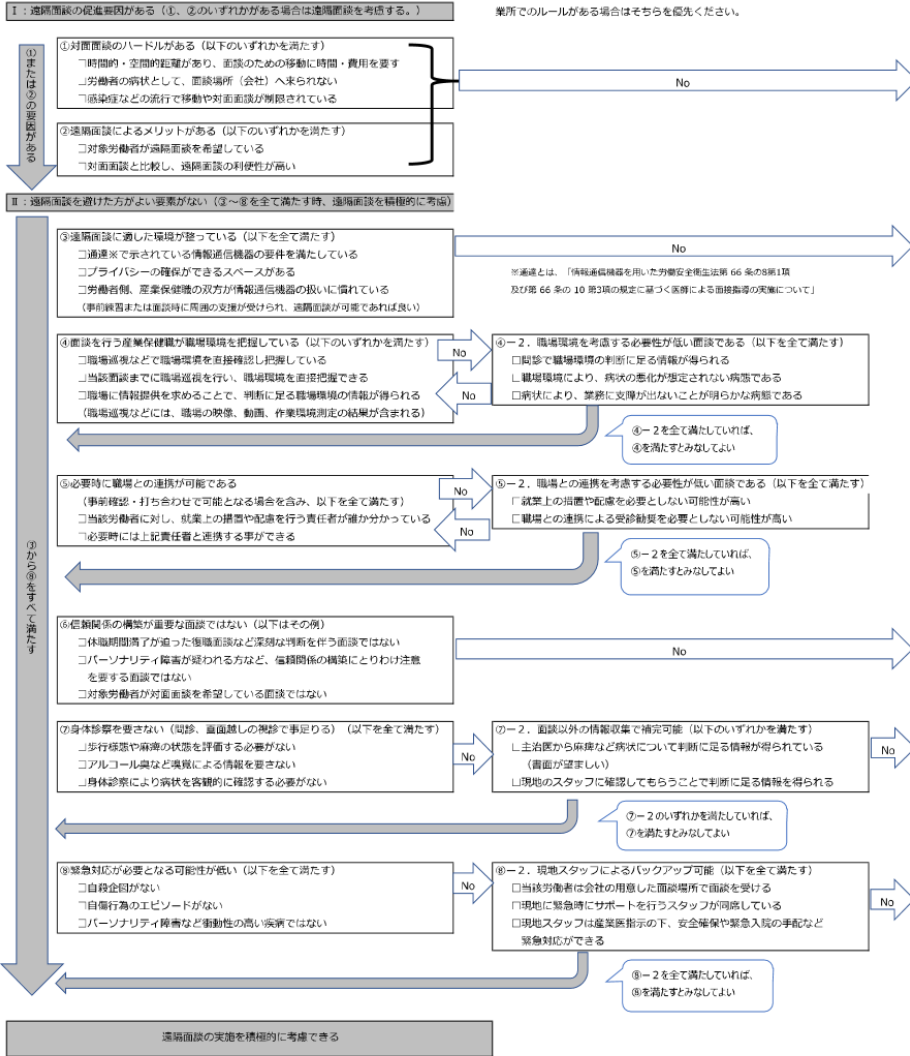 Ⅰ：遠隔面談の促進要因がある（①、②のいずれかがある場合は遠隔面談を考慮する。）
業所でのルールがある場合はそちらを優先ください。
①または②の要因がある
①対面面談のハードルがある（以下のいずれかを満たす）
□時間的・空間的距離があり、面談のための移動に時間・費用を要す
□労働者の病状として、面談場所（会社）へ来られない
□感染症などの流行で移動や対面面談が制限されている
No
②遠隔面談によるメリットがある（以下のいずれかを満たす）
□対象労働者が遠隔面談を希望している
□対面面談と比較し、遠隔面談の利便性が高い
Ⅱ：遠隔面談を避けた方がよい要素がない（③～⑧を全て満たす時、遠隔面談を積極的に考慮）
③から⑧をすべて満たす
③遠隔面談に適した環境が整っている（以下を全て満たす）
□通達※で示されている情報通信機器の要件を満たしている
□プライバシーの確保ができるスペースがある
□労働者側、産業保健職の双方が情報通信機器の扱いに慣れている
（事前練習または面談時に周囲の支援が受けられ、遠隔面談が可能であれば良い）
No
※通達とは、「情報通信機器を用いた労働安全衛生法第 66 条の8第1項
及び第 66 条の 10 第3項の規定に基づく医師による面接指導の実施について」
④面談を行う産業保健職が職場環境を把握している（以下のいずれかを満たす）
□職場巡視などで職場環境を直接確認し把握している
□当該面談までに職場巡視を行い、職場環境を直接把握できる
□職場に情報提供を求めることで、判断に足る職場環境の情報が得られる
（職場巡視などには、職場の映像、動画、作業環境測定の結果が含まれる）
No
No
④－２．職場環境を考慮する必要性が低い面談である（以下を全て満たす）
□問診で職場環境の判断に足る情報が得られる
□職場環境により、病状の悪化が想定されない病態である
□病状により、業務に支障が出ないことが明らかな病態である
④－２を全て満たしていれば、
④を満たすとみなしてよい
⑤必要時に職場との連携が可能である
（事前確認・打ち合わせで可能となる場合を含み、以下を全て満たす）
□当該労働者に対し、就業上の措置や配慮を行う責任者が誰か分かっている
□必要時には上記責任者と連携する事ができる
No
No
⑤－２．職場との連携を考慮する必要性が低い面談である（以下を全て満たす）
□就業上の措置や配慮を必要としない可能性が高い
□職場との連携による受診勧奨を必要としない可能性が高い
⑤－２を全て満たしていれば、
⑤を満たすとみなしてよい
⑥信頼関係の構築が重要な面談ではない（以下はその例）
□休職期間満了が迫った復職面談など深刻な判断を伴う面談ではない
□パーソナリティ障害が疑われる方など、信頼関係の構築にとりわけ注意
を要する面談ではない
□対象労働者が対面面談を希望している面談ではない
No
⑦身体診察を要さない（問診、画面越しの視診で事足りる）（以下を全て満たす）
□歩行様態や麻痺の状態を評価する必要がない
□アルコール臭など嗅覚による情報を要さない
□身体診察により病状を客観的に確認する必要がない
No
⑦－２．面談以外の情報収集で補完可能（以下のいずれかを満たす）
□主治医から麻痺など病状について判断に足る情報が得られている
（書面が望ましい）
□現地のスタッフに確認してもらうことで判断に足る情報を得られる
No
⑦－２のいずれかを満たしていれば、
⑦を満たすとみなしてよい
⑧緊急対応が必要となる可能性が低い（以下を全て満たす）
□自殺企図がない
□自傷行為のエピソードがない
□パーソナリティ障害など衝動性の高い疾病ではない
No
⑧－２．現地スタッフによるバックアップ可能（以下を全て満たす）
□当該労働者は会社の用意した面談場所で面談を受ける
□現地に緊急時にサポートを行うスタッフが同席している
□現地スタッフは産業医指示の下、安全確保や緊急入院の手配など
緊急対応ができる
No
⑧－２を全て満たしていれば、
⑧を満たすとみなしてよい
遠隔面談の実施を積極的に考慮できる